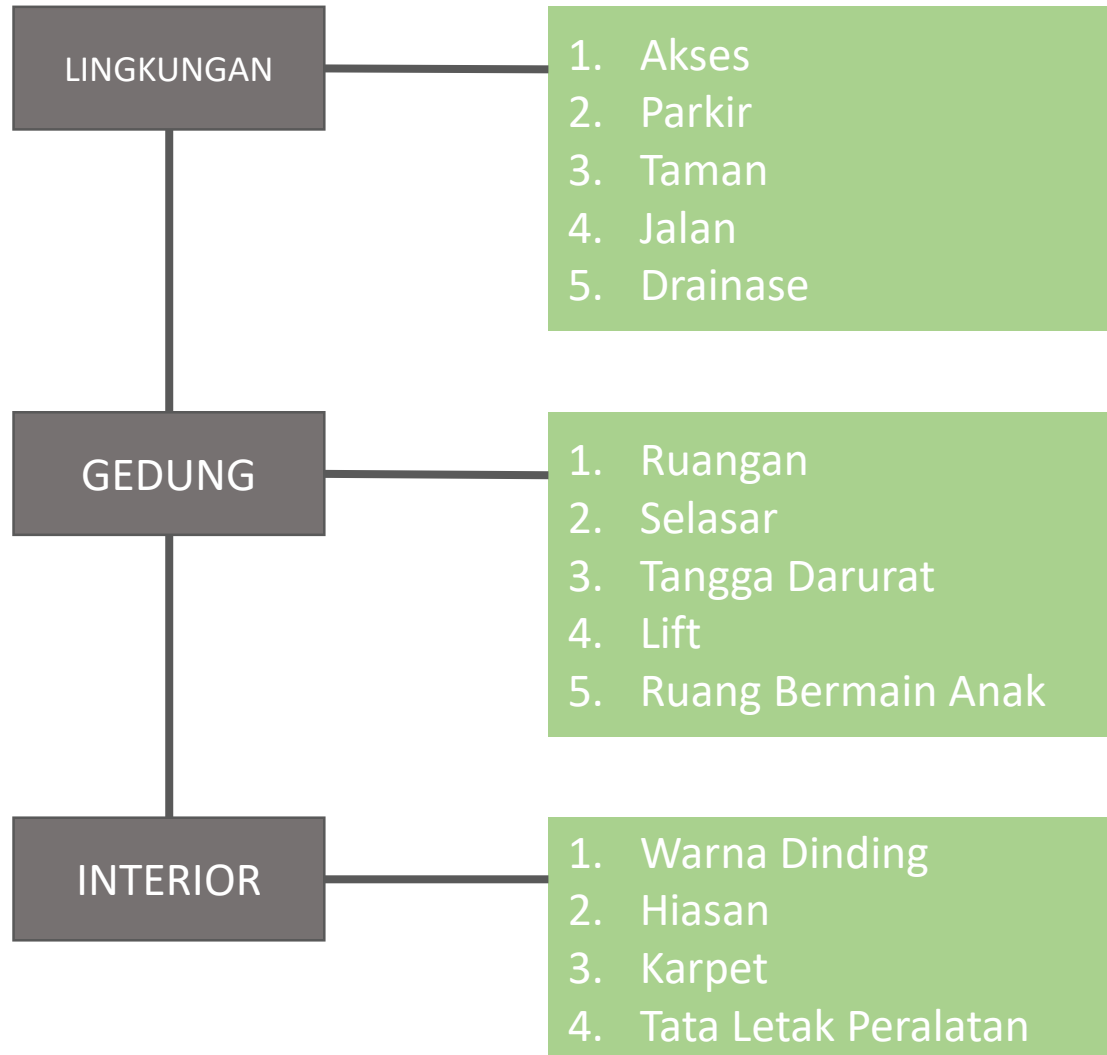 LINGKUNGAN
1. Akses
2. Parkir
3. Taman
4. Jalan
5. Drainase
GEDUNG
1. Ruangan
2. Selasar
3. Tangga Darurat
4. Lift
5. Ruang Bermain Anak
INTERIOR
1. Warna Dinding
2. Hiasan
3. Karpet
4. Tata Letak Peralatan